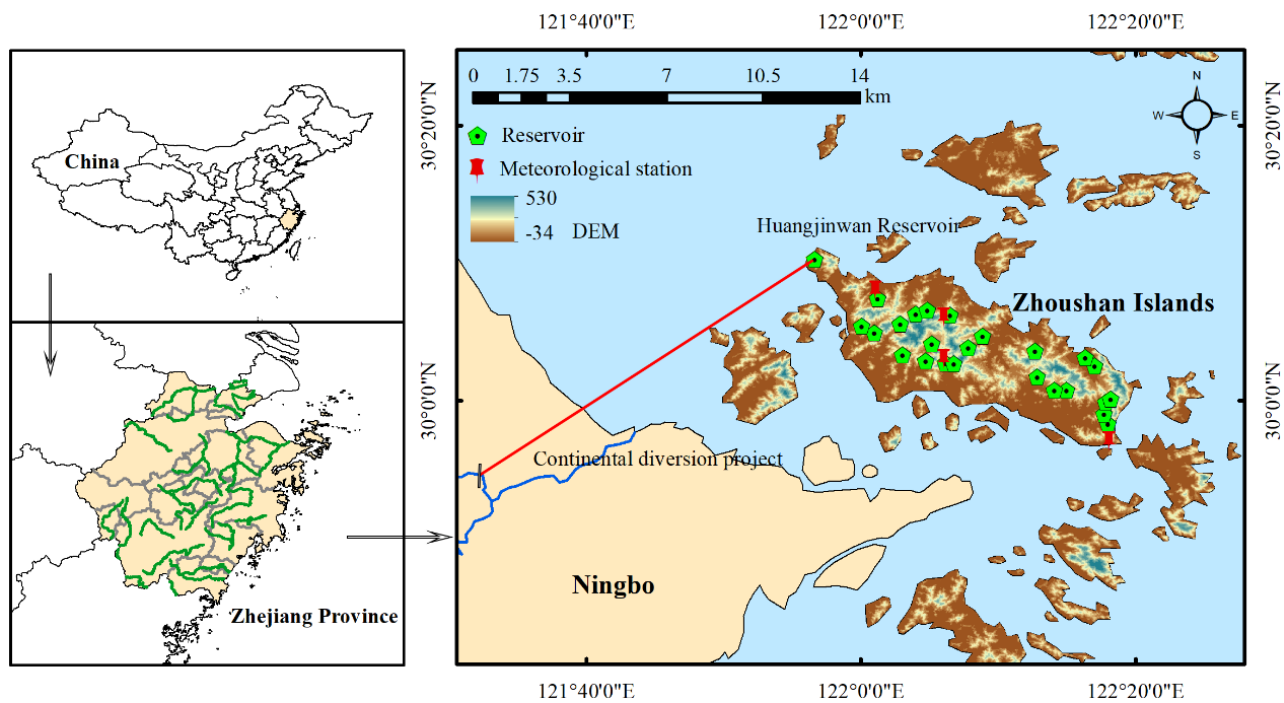 121°40'0"E 122°0'0"E 122°20'0"E
China
Zhejiang Province
0 1.75 3.5 7 10.5 14
km
Reservoir
Meteorological station
530
-34 DEM
N
W E
S
Huangjinwan Reservoir
Zhoushan Islands
Continental diversion project
Ningbo
30°20'0"N
30°0'0"N
30°20'0"N
30°0'0"N
121°40'0"E 122°0'0"E 122°20'0"E